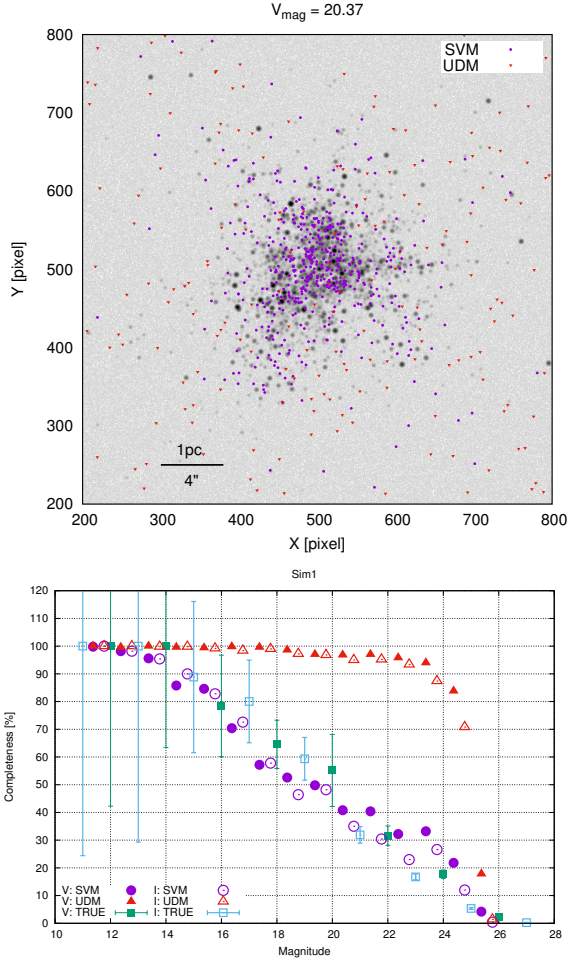 V_mag = 20.37
800
SVM
UDM
700
600
Y [pixel]
500
400
300
1pc
4"
200
200 300 400 500 600 700 800
X [pixel]
Sim1
120
110
100
90
80
70
60
Completeness [%]
50
40
30
20
10
0
V: SVM I: SVM
V: UDM I: UDM
V: TRUE I: TRUE
10 12 14 16 18 20 22 24 26 28
Magnitude